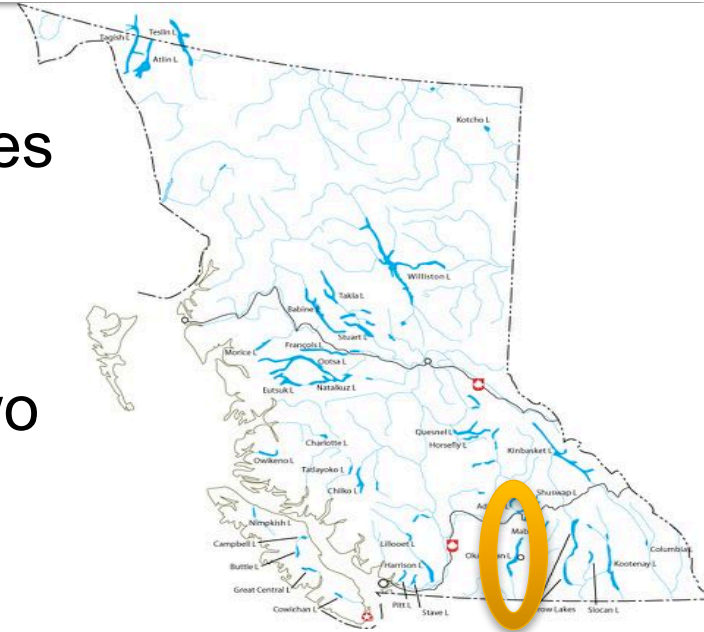 Tagish L
Teslin L
Atlin L
Kotcho L
es
Williston L
Takla L
Babine
Stuart L
Francois L
Morice L
Ootsa L
Eutsuk L
Natalkuz L
vo
Quesnel L
Horsefly L
Charlotte L
Kinbasket L
Owikeno L
Tatlayoko L
Chilko L
Shuswap L
Nimpkish L
Campbell L
Lillooet L
Columbia
Buttle L
Harrison L
Kootenay L
Great Central L
Cowichan L
Pitt L
Stave L
Slocan L